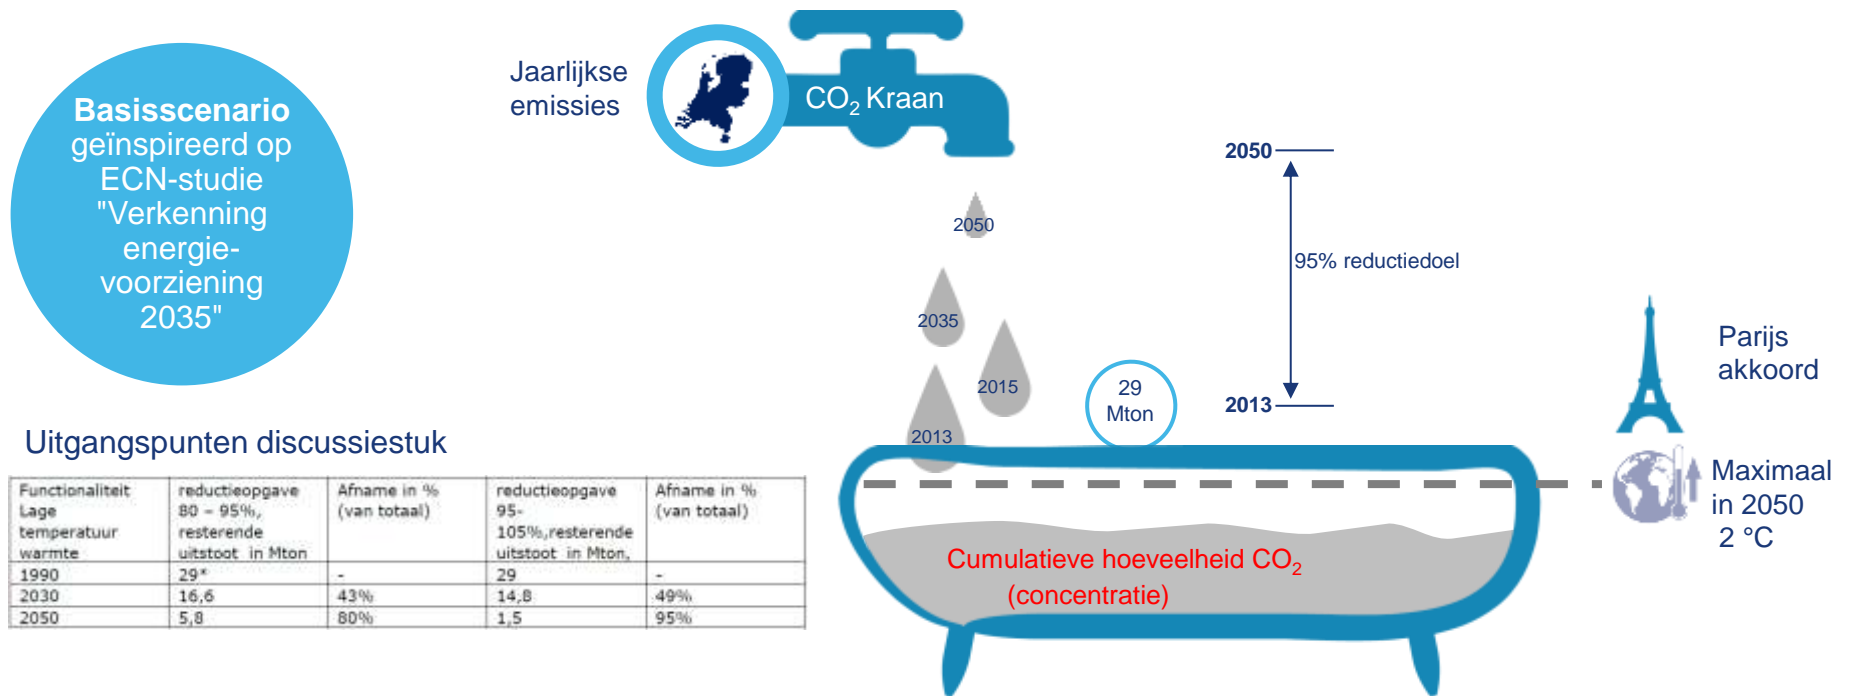 Basisscenario
geïnspireerd op
ECN-studie
"Verkenning
energie-
voorziening
2035"
Jaarlijkse
emissies
CO₂ Kraan
2050
2035
2015
2013
29
Mton
2050
95% reductiedoel
2013
Parijs
akkoord
Maximaal
in 2050
2 °C
Cumulatieve hoeveelheid CO₂
(concentratie)
Uitgangspunten discussiestuk
Functionaliteit Lage temperatuur warmte | reductieopgave 80 – 95%, resterende uitstoot in Mton | Afname in % (van totaal) | reductieopgave 95-105%,resterende uitstoot in Mton, | Afname in % (van totaal)
1990 | 29* | - | 29 | -
2030 | 16,6 | 43% | 14,8 | 49%
2050 | 5,8 | 80% | 1,5 | 95%